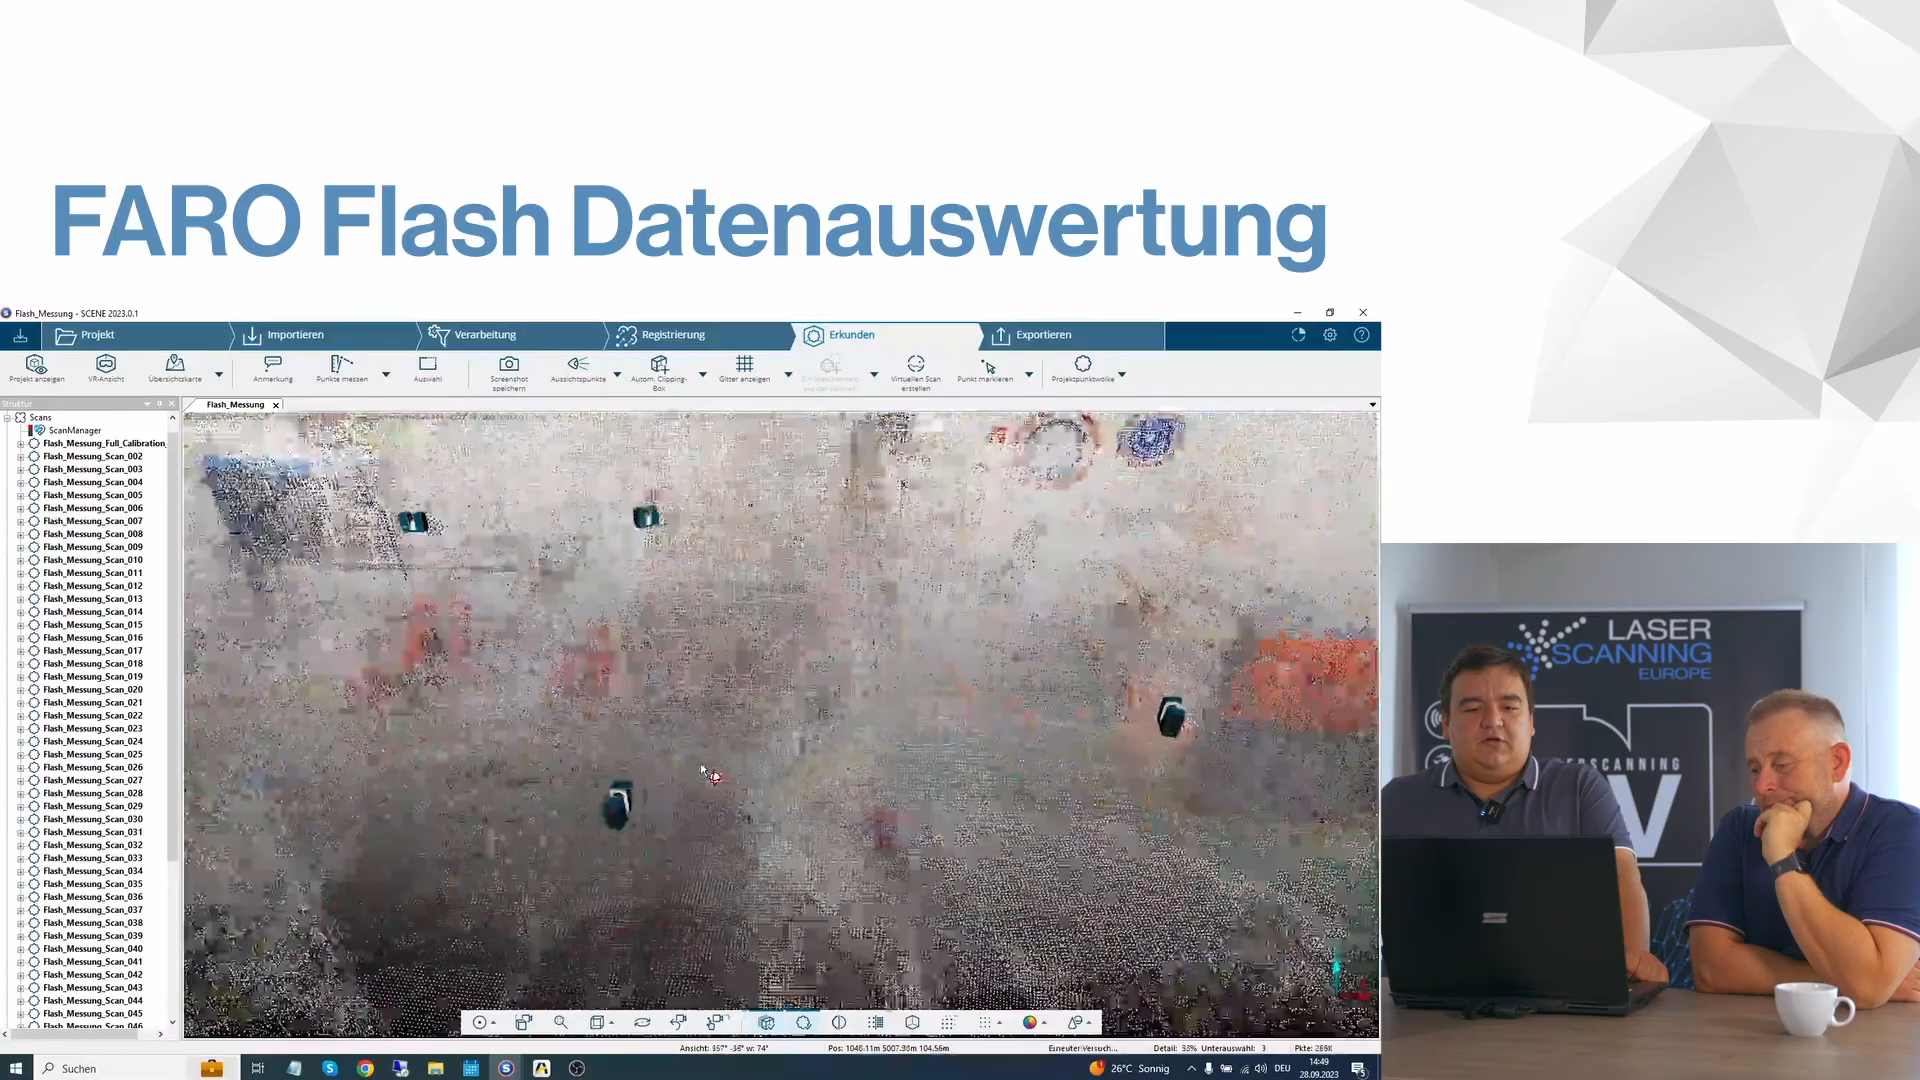 FARO Flash Datenauswertung
Flash_Messung - SCENE 2023.0.1
Projekt
Importieren
Verarbeitung
Registrierung
Erkunden
Exportieren
Projekt anzeigen
VR-Ansicht
Übersichtskarte
Anmerkung
Punkte messen
Auswahl
Screenshot speichern
Aussichtspunkte
Autom. Clipping-Box
Gitter anzeigen
Virtuellen Scan erstellen
Punkt markieren
Projektpunktwolke
Struktur
Flash_Messung
Scans
ScanManager
Flash_Messung_Full_Calibration_
Flash_Messung_Scan_002
Flash_Messung_Scan_003
Flash_Messung_Scan_004
Flash_Messung_Scan_005
Flash_Messung_Scan_006
Flash_Messung_Scan_007
Flash_Messung_Scan_008
Flash_Messung_Scan_009
Flash_Messung_Scan_010
Flash_Messung_Scan_011
Flash_Messung_Scan_012
Flash_Messung_Scan_013
Flash_Messung_Scan_014
Flash_Messung_Scan_015
Flash_Messung_Scan_016
Flash_Messung_Scan_017
Flash_Messung_Scan_018
Flash_Messung_Scan_019
Flash_Messung_Scan_020
Flash_Messung_Scan_021
Flash_Messung_Scan_022
Flash_Messung_Scan_023
Flash_Messung_Scan_024
Flash_Messung_Scan_025
Flash_Messung_Scan_026
Flash_Messung_Scan_027
Flash_Messung_Scan_028
Flash_Messung_Scan_029
Flash_Messung_Scan_030
Flash_Messung_Scan_031
Flash_Messung_Scan_032
Flash_Messung_Scan_033
Flash_Messung_Scan_034
Flash_Messung_Scan_035
Flash_Messung_Scan_036
Flash_Messung_Scan_037
Flash_Messung_Scan_038
Flash_Messung_Scan_039
Flash_Messung_Scan_040
Flash_Messung_Scan_041
Flash_Messung_Scan_042
Flash_Messung_Scan_043
Flash_Messung_Scan_044
Flash_Messung_Scan_045
Flash_Messung_Scan_046
LASER
SCANNING
EUROPE
ERSCANNING
V
Erneuter Versuch...
Unterauswahl: 3
Suchen
26°C Sonnig
DEU
14:49
28.09.2023